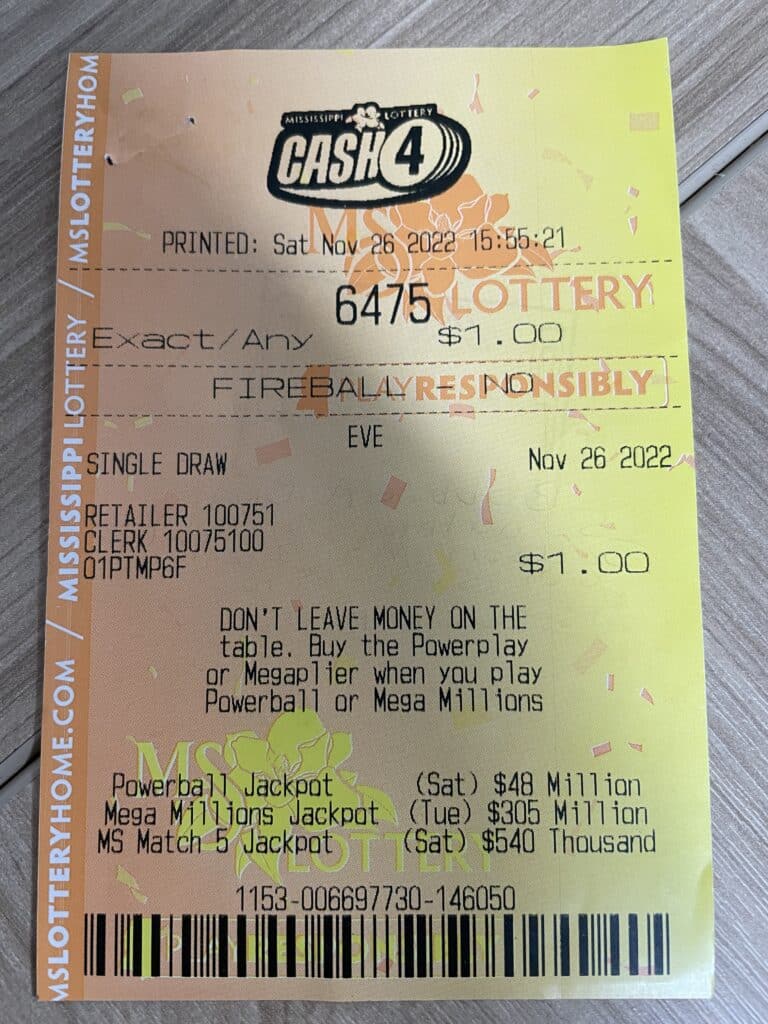 MISSISSIPPI LOTTERY
CASH 4
PRINTED: Sat Nov 26 2022 15:55:21
MS
LOTTERY
6475
Exact/Any $1.00
FIREBALL - NO
PLAYRESPONSIBLY
EVE
SINGLE DRAW Nov 26 2022
RETAILER 100751
CLERK 10075100
01PTMP6F $1.00
DON'T LEAVE MONEY ON THE
table. Buy the Powerplay
or Megaplier when you play
Powerball or Mega Millions
MS
LOTTERY
Powerball Jackpot (Sat) $48 Million
Mega Millions Jackpot (Tue) $305 Million
MS Match 5 Jackpot (Sat) $540 Thousand
1153-006697730-146050
MSLOTTERYHOME.COM / MISSISSIPPI LOTTERY / MSLOTTERYHOM